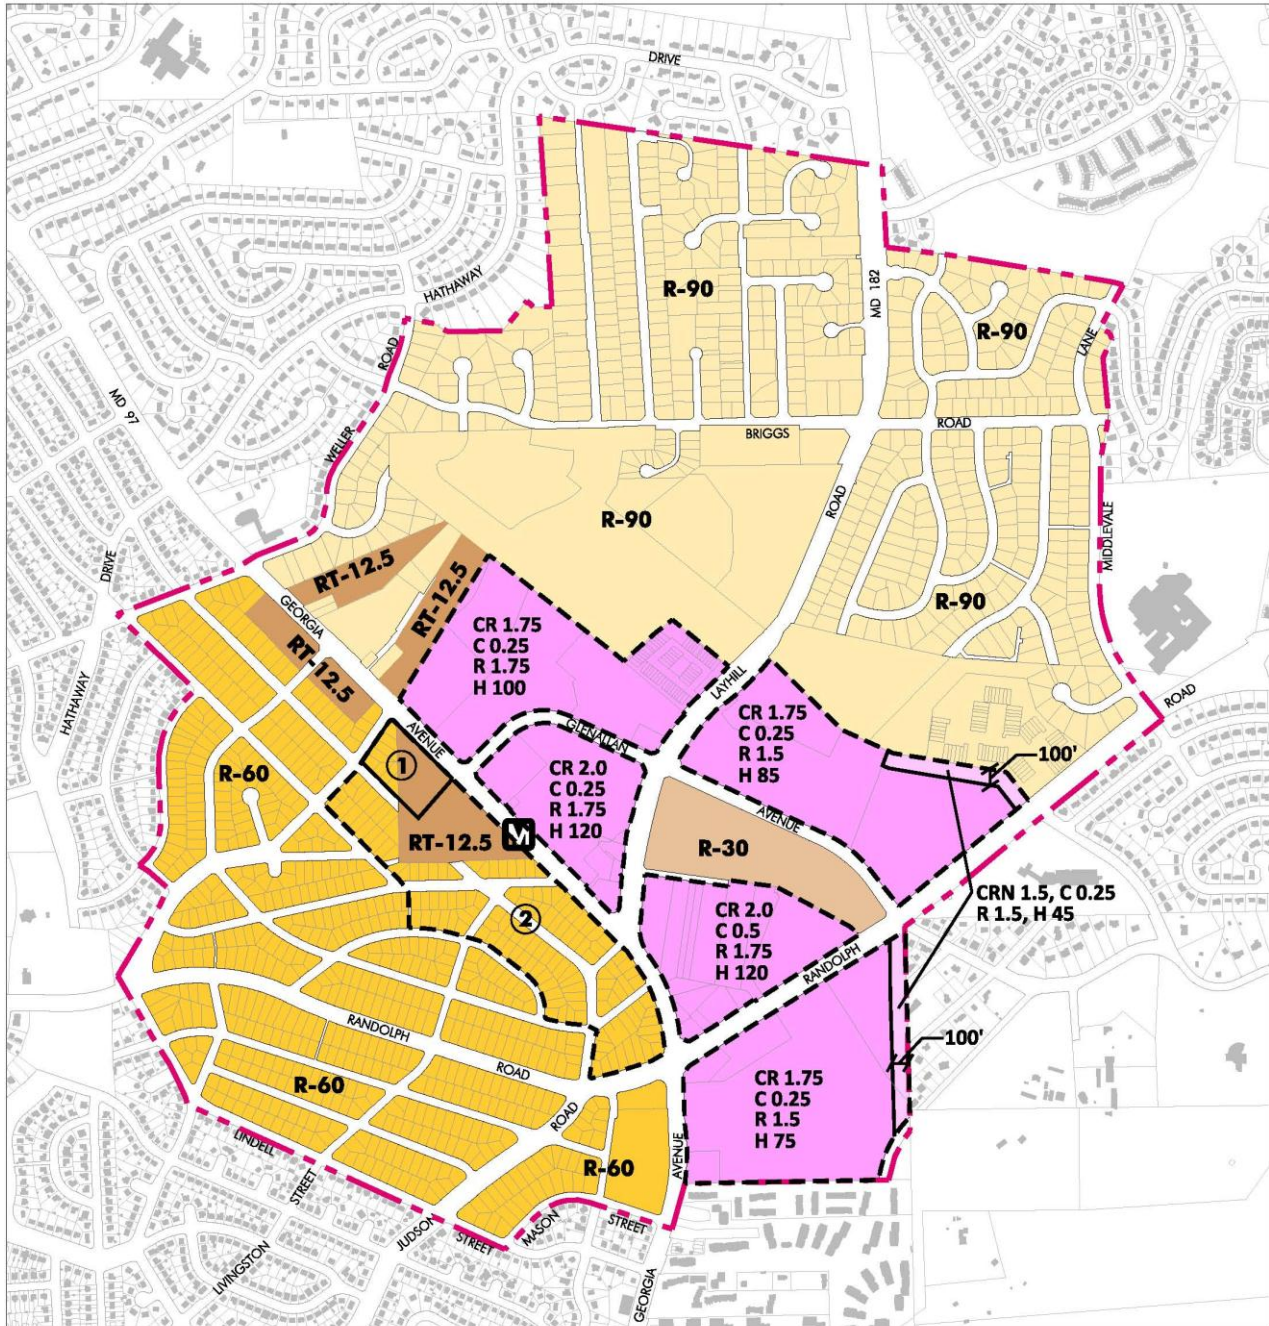 DRIVE
HATHAWAY
R-90
MD 182
R-90
LANE
ROAD
MD 97
BRIGGS
ROAD
WELLER
ROAD
R-90
MIDDLEVALE
DRIVE
RT-12.5
RT-12.5
GEORGIA
RT-12.5
R-90
CR 1.75
C 0.25
R 1.75
H 100
HATHAWAY
LAYHILL
ROAD
AVENUE
GLENALLAN
CR 1.75
C 0.25
R 1.5
H 85
100'
1
R-60
CR 2.0
C 0.25
R 1.75
H 120
AVENUE
M
RT-12.5
R-30
CRN 1.5, C 0.25
R 1.5, H 45
2
CR 2.0
C 0.5
R 1.75
H 120
RANDOLPH
RANDOLPH
ROAD
100'
R-60
CR 1.75
C 0.25
R 1.5
H 75
ROAD
LINDELL
AVENUE
R-60
STREET
JUDSON
STREET
MASON
STREET
LIVINGSTON
GEORGIA